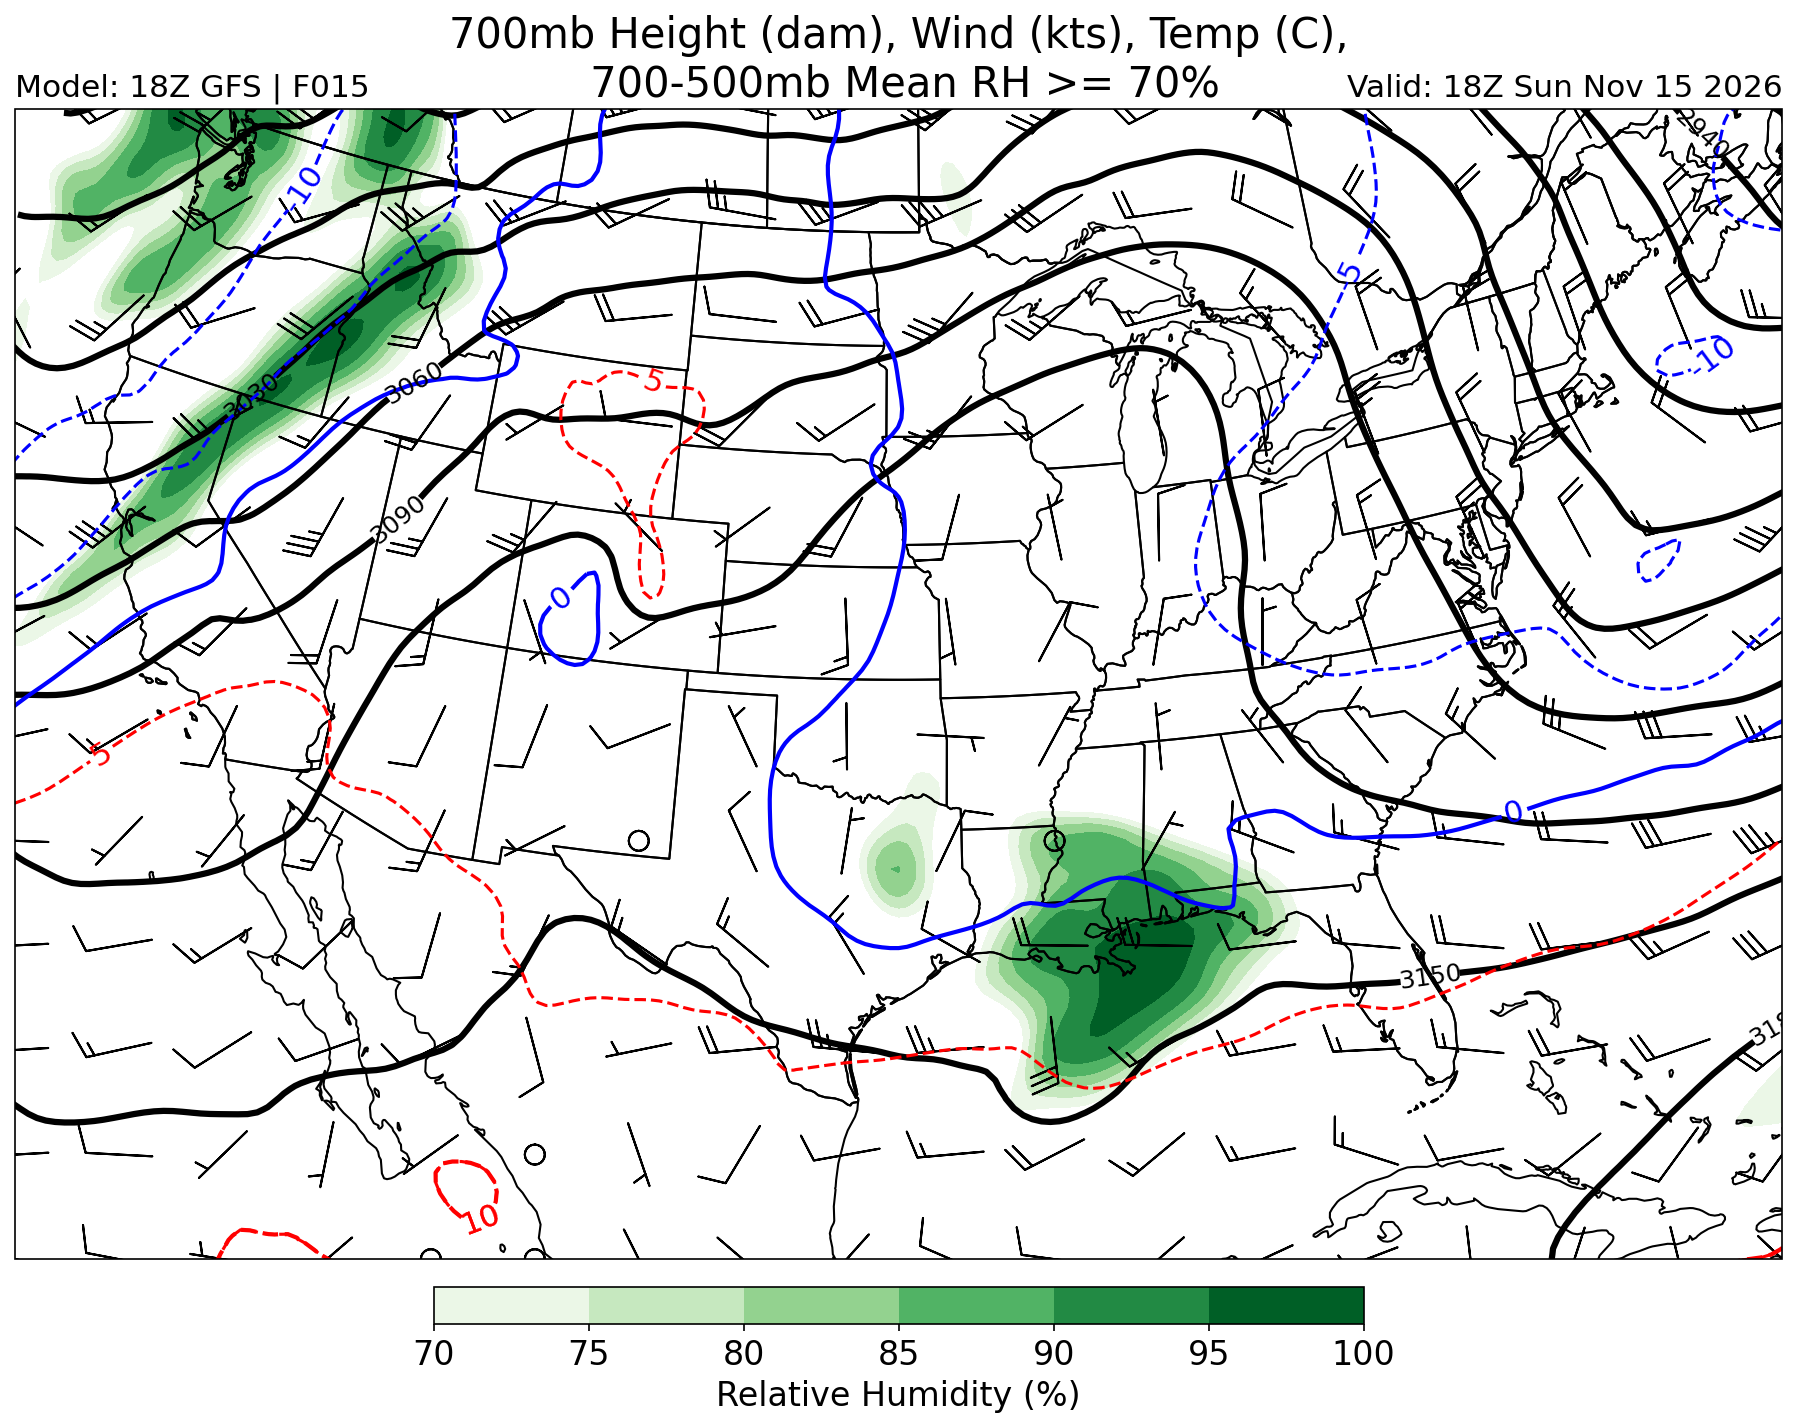 700mb Height (dam), Wind (kts), Temp (C),
700-500mb Mean RH >= 70%
Model: 18Z GFS | F015
Valid: 18Z Sun Nov 15 2026
2940
-10
-5
-10
5
3030
3060
3090
0
5
0
3150
10
70 75 80 85 90 95 100
Relative Humidity (%)